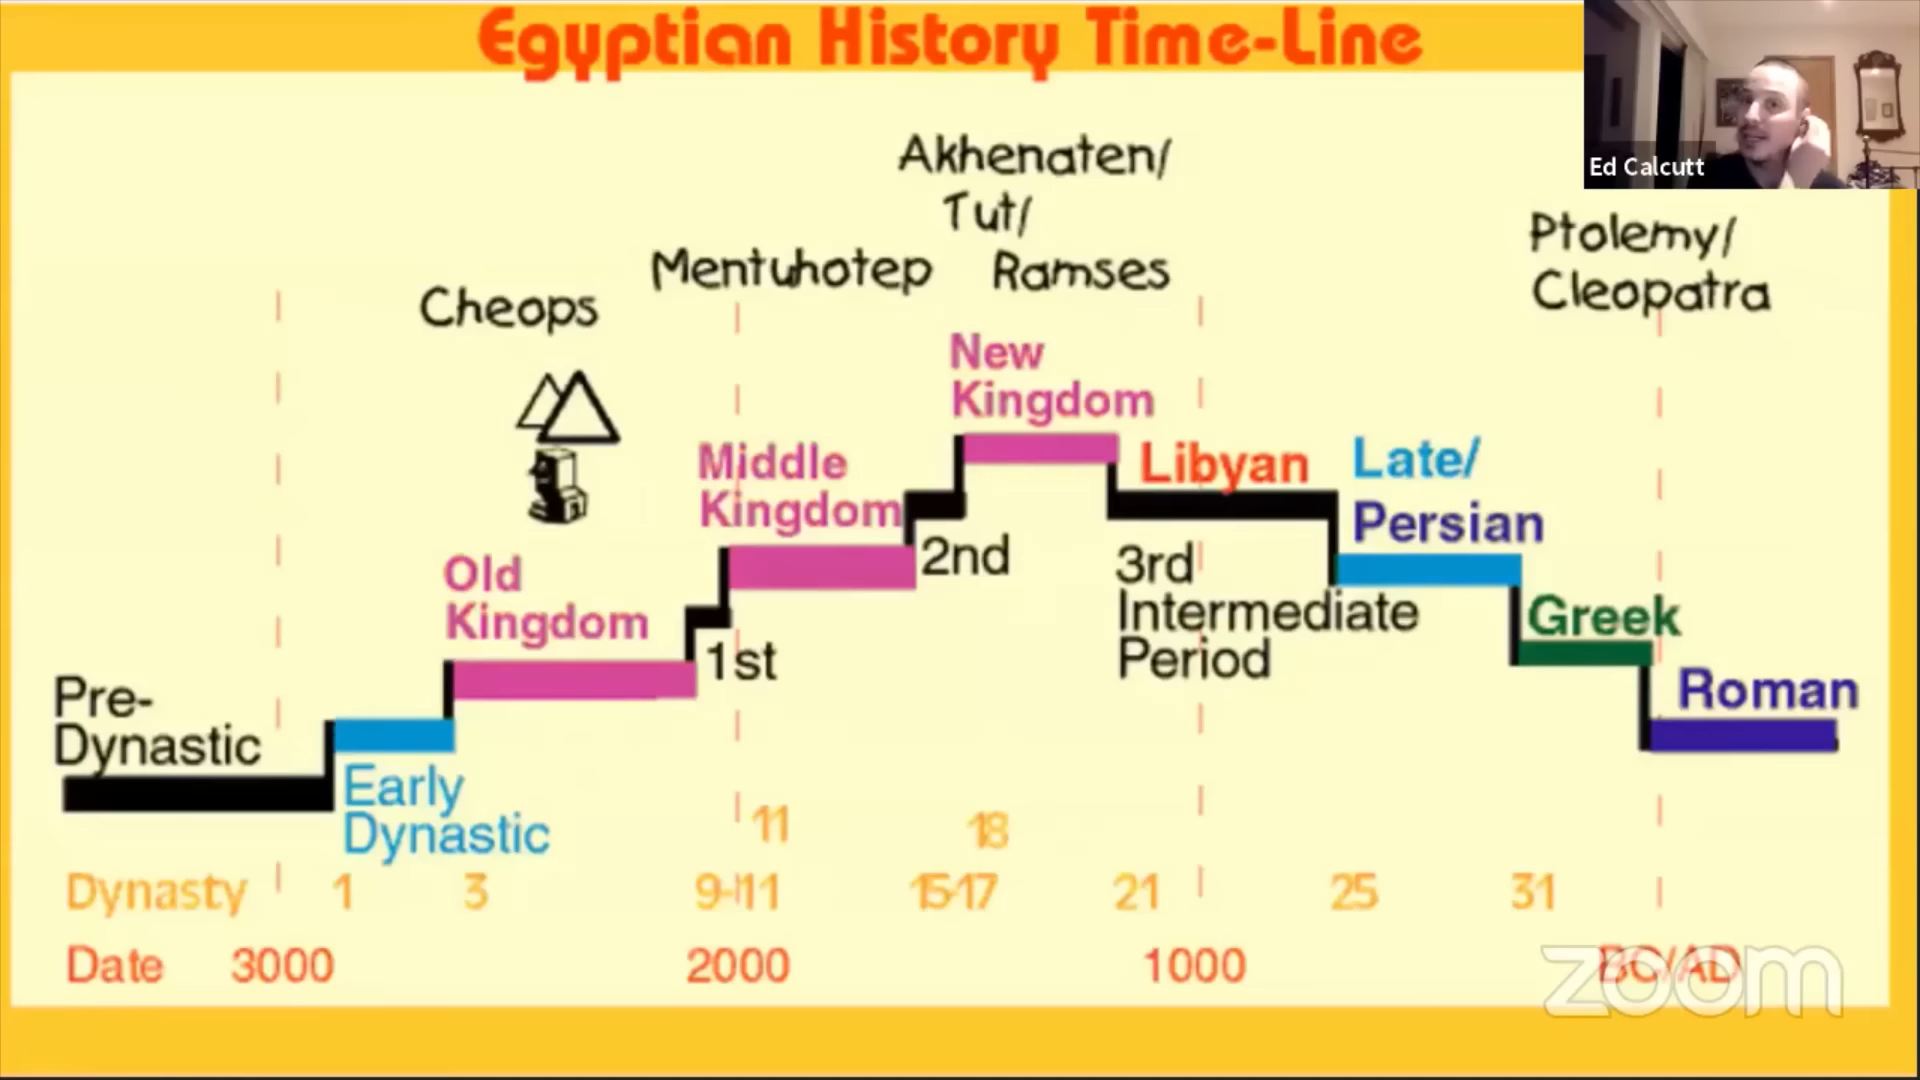 Egyptian History Time-Line
Ed Calcutt
Akhenaten/
Tut/
Ramses
Mentuhotep
Cheops
Ptolemy/
Cleopatra
New
Kingdom
Middle
Kingdom
Libyan
Late/
Persian
2nd
Old
Kingdom
3rd
Intermediate
Period
Greek
1st
Pre-
Dynastic
Roman
Early
Dynastic
11
18
Dynasty 1 3 9-11 15-17 21 25 31
Date 3000 2000 1000 BC/AD
zoom